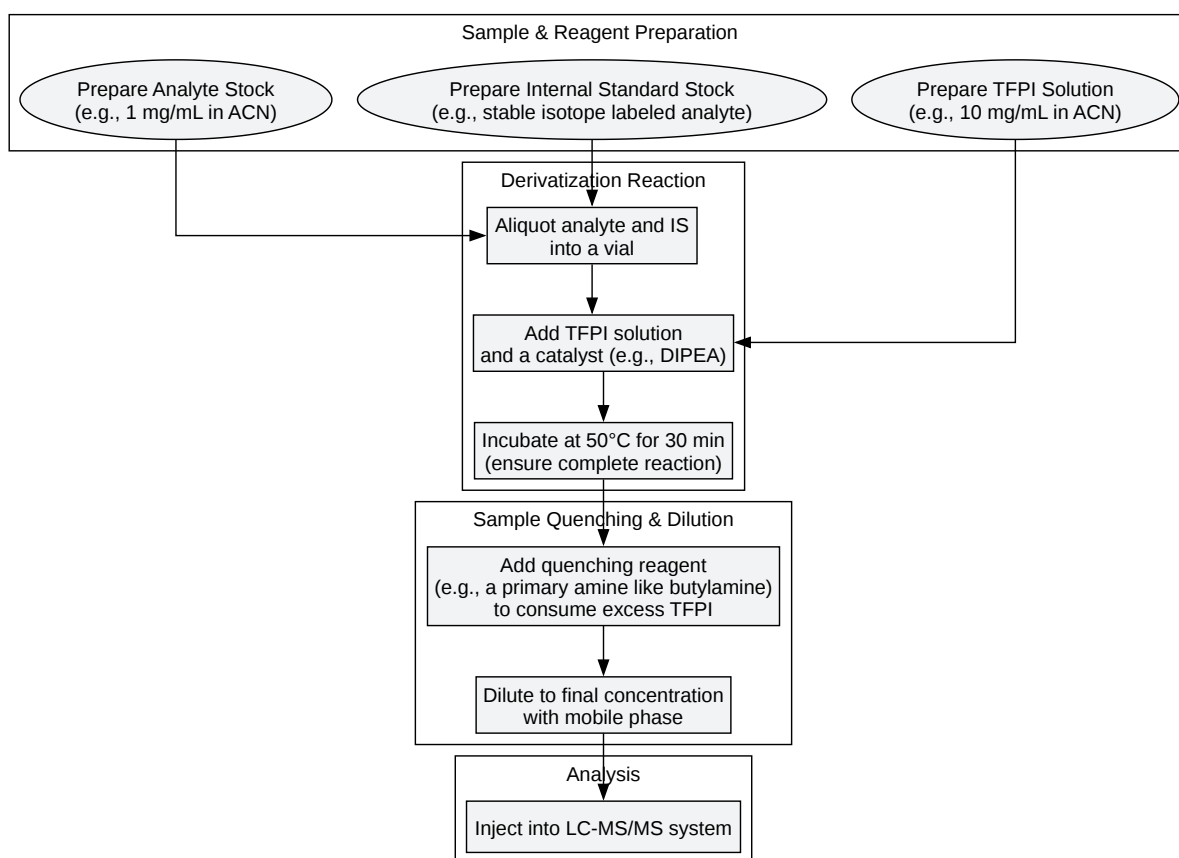 Sample & Reagent Preparation
Prepare Analyte Stock
(e.g., 1 mg/mL in ACN)
Prepare Internal Standard Stock
(e.g., stable isotope labeled analyte)
Prepare TFPI Solution
(e.g., 10 mg/mL in ACN)
Derivatization Reaction
Aliquot analyte and IS
into a vial
Add TFPI solution
and a catalyst (e.g., DIPEA)
Incubate at 50°C for 30 min
(ensure complete reaction)
Sample Quenching & Dilution
Add quenching reagent
(e.g., a primary amine like butylamine)
to consume excess TFPI
Dilute to final concentration
with mobile phase
Analysis
Inject into LC-MS/MS system